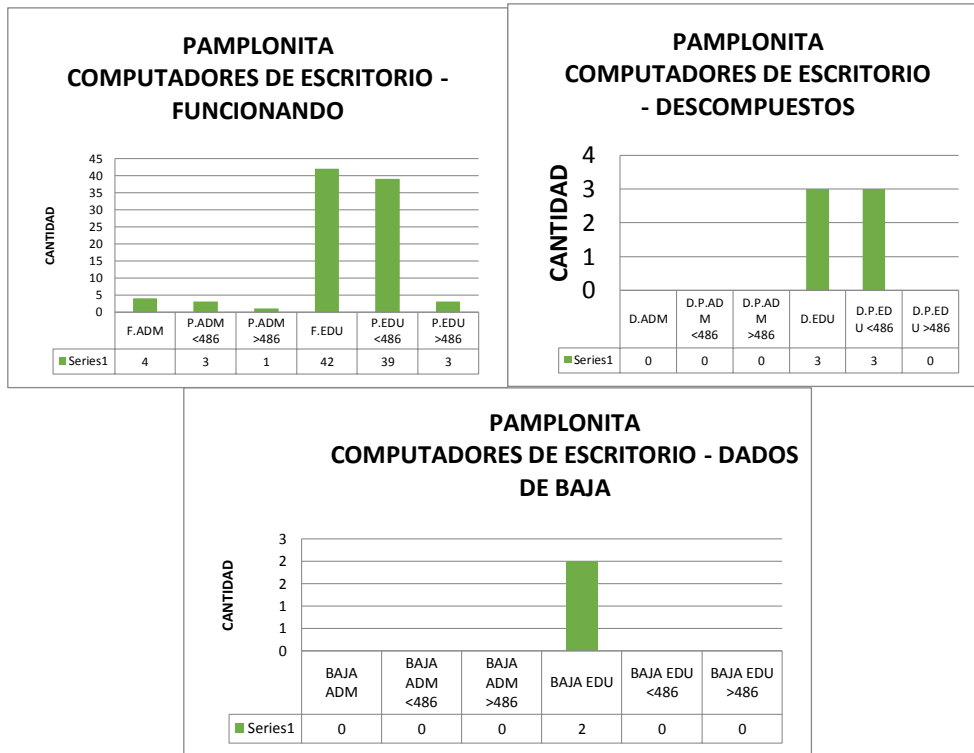 PAMPLONITA
COMPUTADORES DE ESCRITORIO -
FUNCIONANDO
CANTIDAD
45
40
35
30
25
20
15
10
5
0
F.ADM
P.ADM
<486
P.ADM
>486
F.EDU
P.EDU
<486
P.EDU
>486
Series1 4 3 1 42 39 3
PAMPLONITA
COMPUTADORES DE ESCRITORIO
- DESCOMPUESTOS
CANTIDAD
4
3
2
1
0
D.ADM
D.P.AD
M
<486
D.P.AD
M
>486
D.EDU
D.P.ED
U <486
D.P.ED
U >486
Series1 0 0 0 3 3 0
PAMPLONITA
COMPUTADORES DE ESCRITORIO - DADOS
DE BAJA
CANTIDAD
3
2
2
1
1
0
BAJA
ADM
BAJA
ADM
<486
BAJA
ADM
>486
BAJA EDU
BAJA EDU
<486
BAJA EDU
>486
Series1 0 0 0 2 0 0